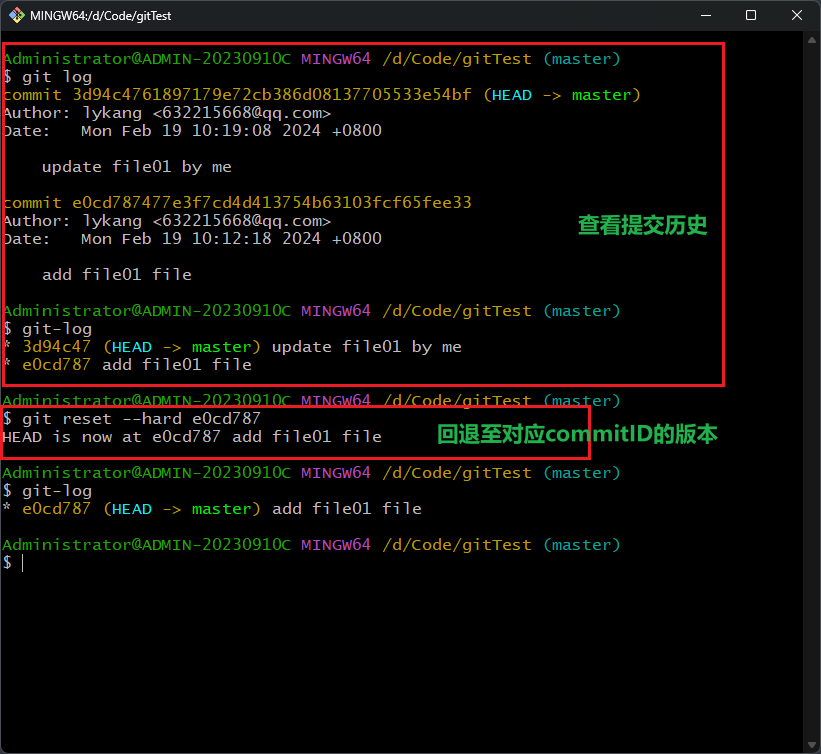 MINGW64:/d/Code/gitTest
Administrator@ADMIN-20230910C MINGW64 /d/Code/gitTest (master)
$ git log
commit 3d94c4761897179e72cb386d08137705533e54bf (HEAD -> master)
Author: lykang <632215668@qq.com>
Date:   Mon Feb 19 10:19:08 2024 +0800
update file01 by me
commit e0cd787477e3f7cd4d413754b63103fcf65fee33
Author: lykang <632215668@qq.com>
查看提交历史
Date:   Mon Feb 19 10:12:18 2024 +0800
add file01 file
Administrator@ADMIN-20230910C MINGW64 /d/Code/gitTest (master)
$ git-log
* 3d94c47 (HEAD -> master) update file01 by me
* e0cd787 add file01 file
Administrator@ADMIN-20230910C MINGW64 /d/Code/gitTest (master)
$ git reset --hard e0cd787
HEAD is now at e0cd787 add file01 file
回退至对应commitID的版本
Administrator@ADMIN-20230910C MINGW64 /d/Code/gitTest (master)
$ git-log
* e0cd787 (HEAD -> master) add file01 file
Administrator@ADMIN-20230910C MINGW64 /d/Code/gitTest (master)
$